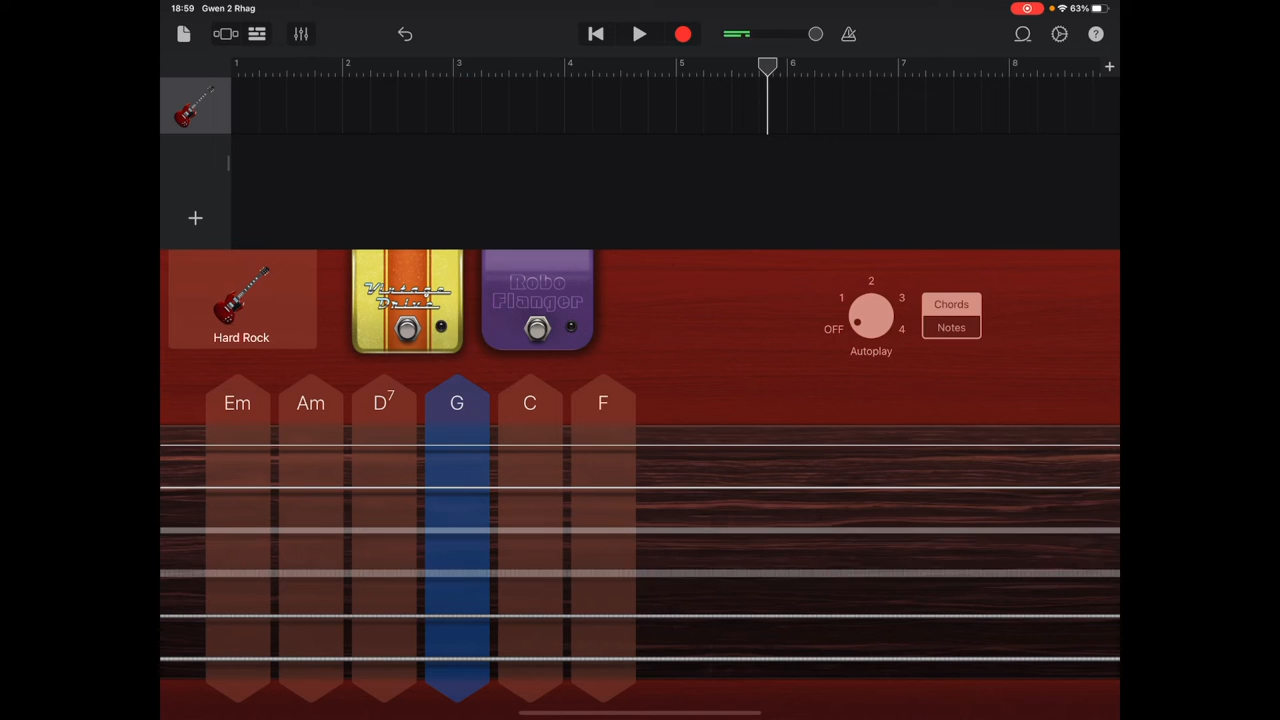 18:59 Gwen 2 Rhag 63%
1 2 3 4 5 6 7 8
Hard Rock
Vintage Drive
Robo Flanger
OFF 1 2 3 4
Autoplay
Chords
Notes
Em Am D7 G C F